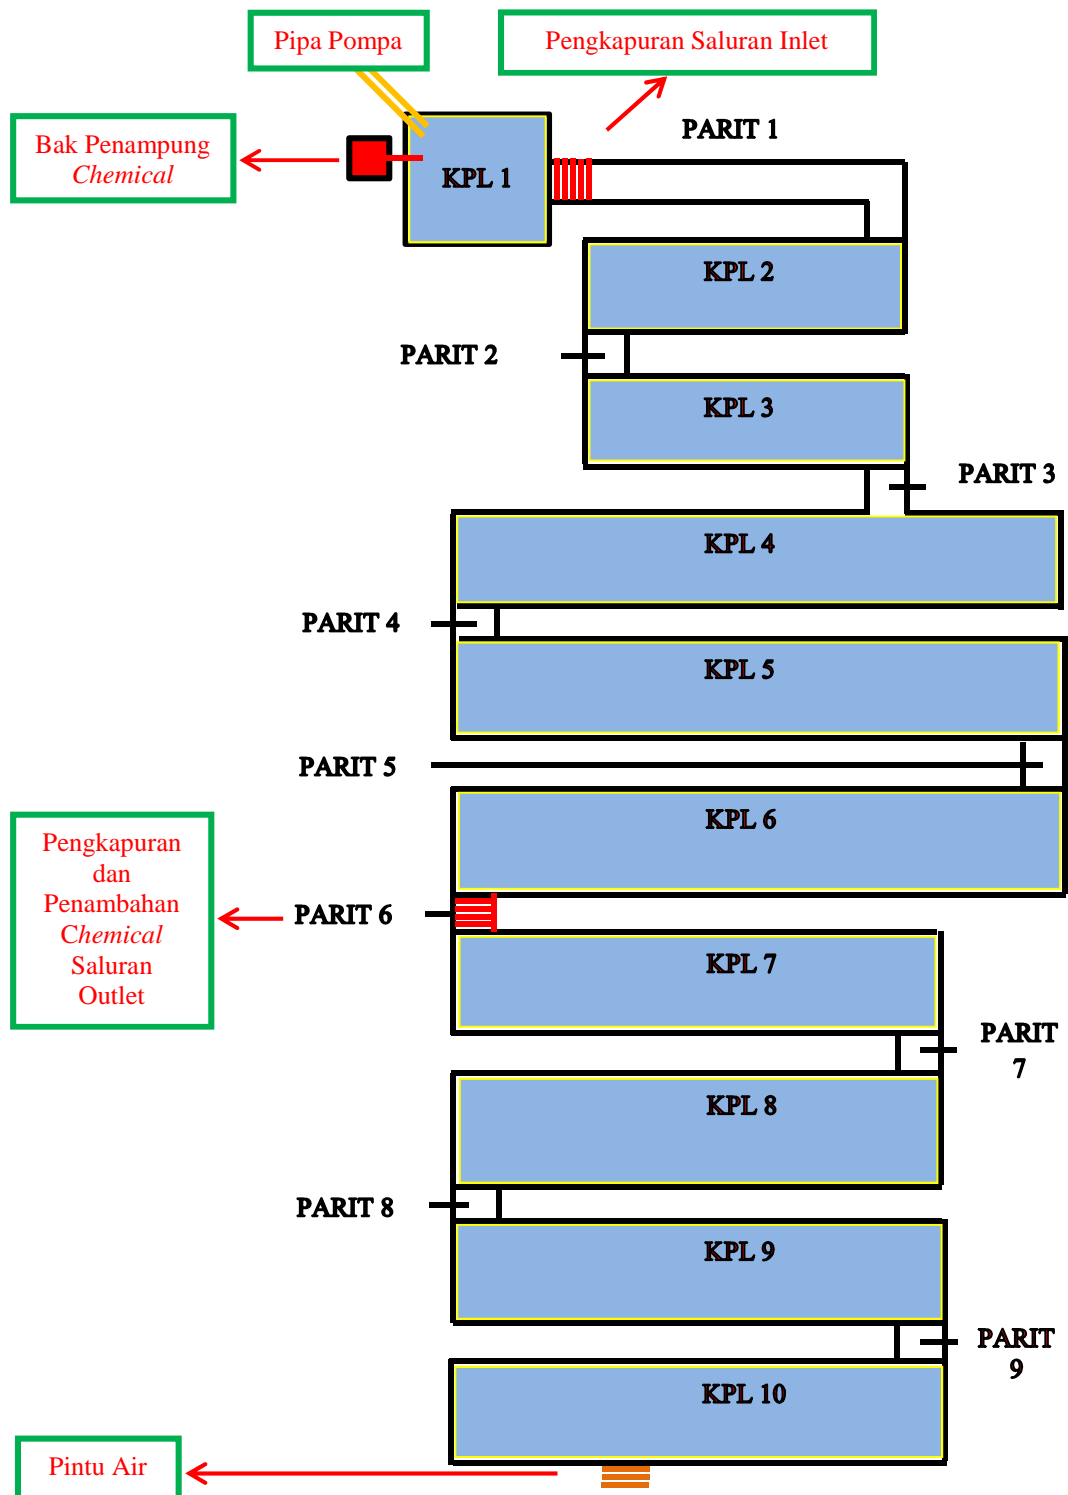 Pipa Pompa
Pengkapuran Saluran Inlet
PARIT 1
Bak Penampung
Chemical
KPL 1
KPL 2
PARIT 2
KPL 3
PARIT 3
KPL 4
PARIT 4
KPL 5
PARIT 5
KPL 6
Pengkapuran
dan
Penambahan
Chemical
Saluran
Outlet
PARIT 6
KPL 7
PARIT
7
KPL 8
PARIT 8
KPL 9
PARIT
9
KPL 10
Pintu Air